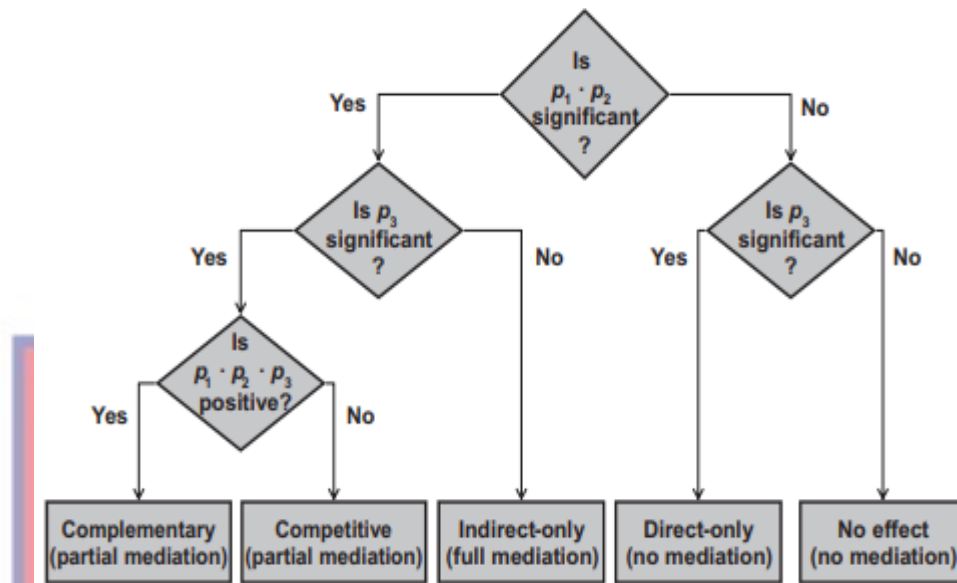 Is
p₁ · p₂
significant
?
Yes
No
Is p₃
significant
?
Yes
No
Is p₃
significant
?
Yes
No
Is
p₁ · p₂ · p₃
positive?
Yes
No
Complementary
(partial mediation)
Competitive
(partial mediation)
Indirect-only
(full mediation)
Direct-only
(no mediation)
No effect
(no mediation)